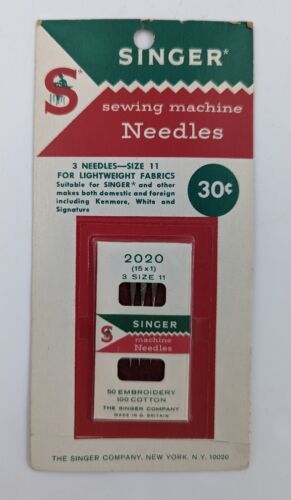 SINGER*
S
sewing machine
Needles
3 NEEDLES—SIZE 11
FOR LIGHTWEIGHT FABRICS
Suitable for SINGER* and other
makes both domestic and foreign
including Kenmore, White and
Signature
30¢
2020
(15x1)
3 SIZE 11
SINGER
S
machine
Needles
50 EMBROIDERY
100 COTTON
THE SINGER COMPANY
MADE IN G. BRITAIN
THE SINGER COMPANY, NEW YORK, N.Y. 10020